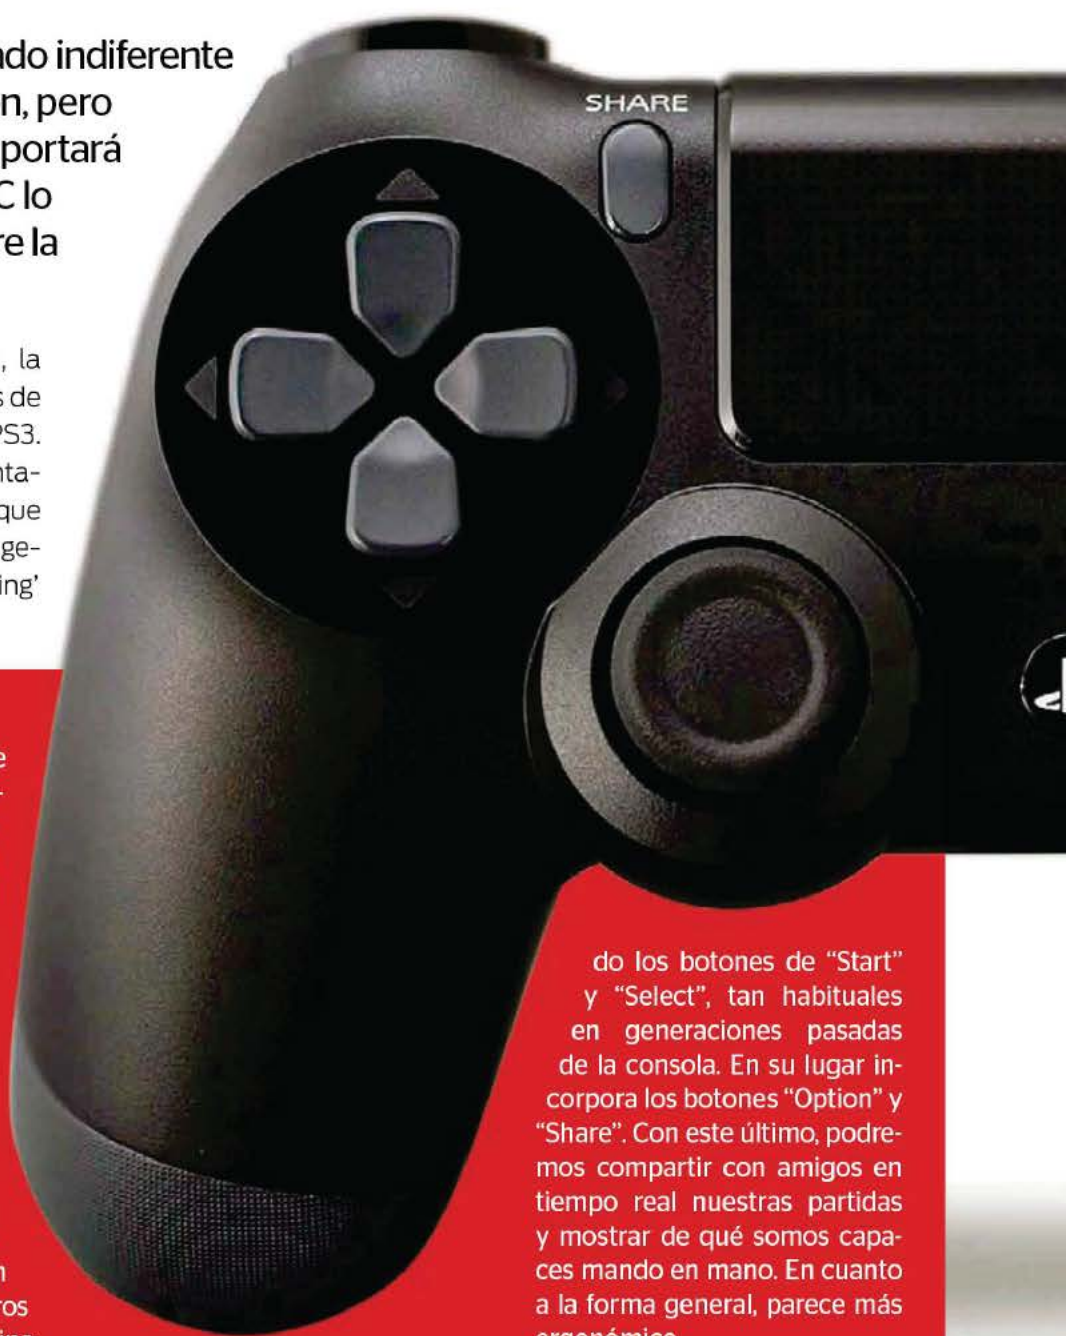 ado indiferente
n, pero
portará
C lo
re la
, la
s de
PS3.
nta-
que
ge-
ing’
SHARE
e
-
n
ros
do los botones de “Start”
y “Select”, tan habituales
en generaciones pasadas
de la consola. En su lugar in-
corpora los botones “Option” y
“Share”. Con este último, podre-
mos compartir con amigos en
tiempo real nuestras partidas
y mostrar de qué somos capa-
ces mando en mano. En cuanto
a la forma general, parece más
ergonómico